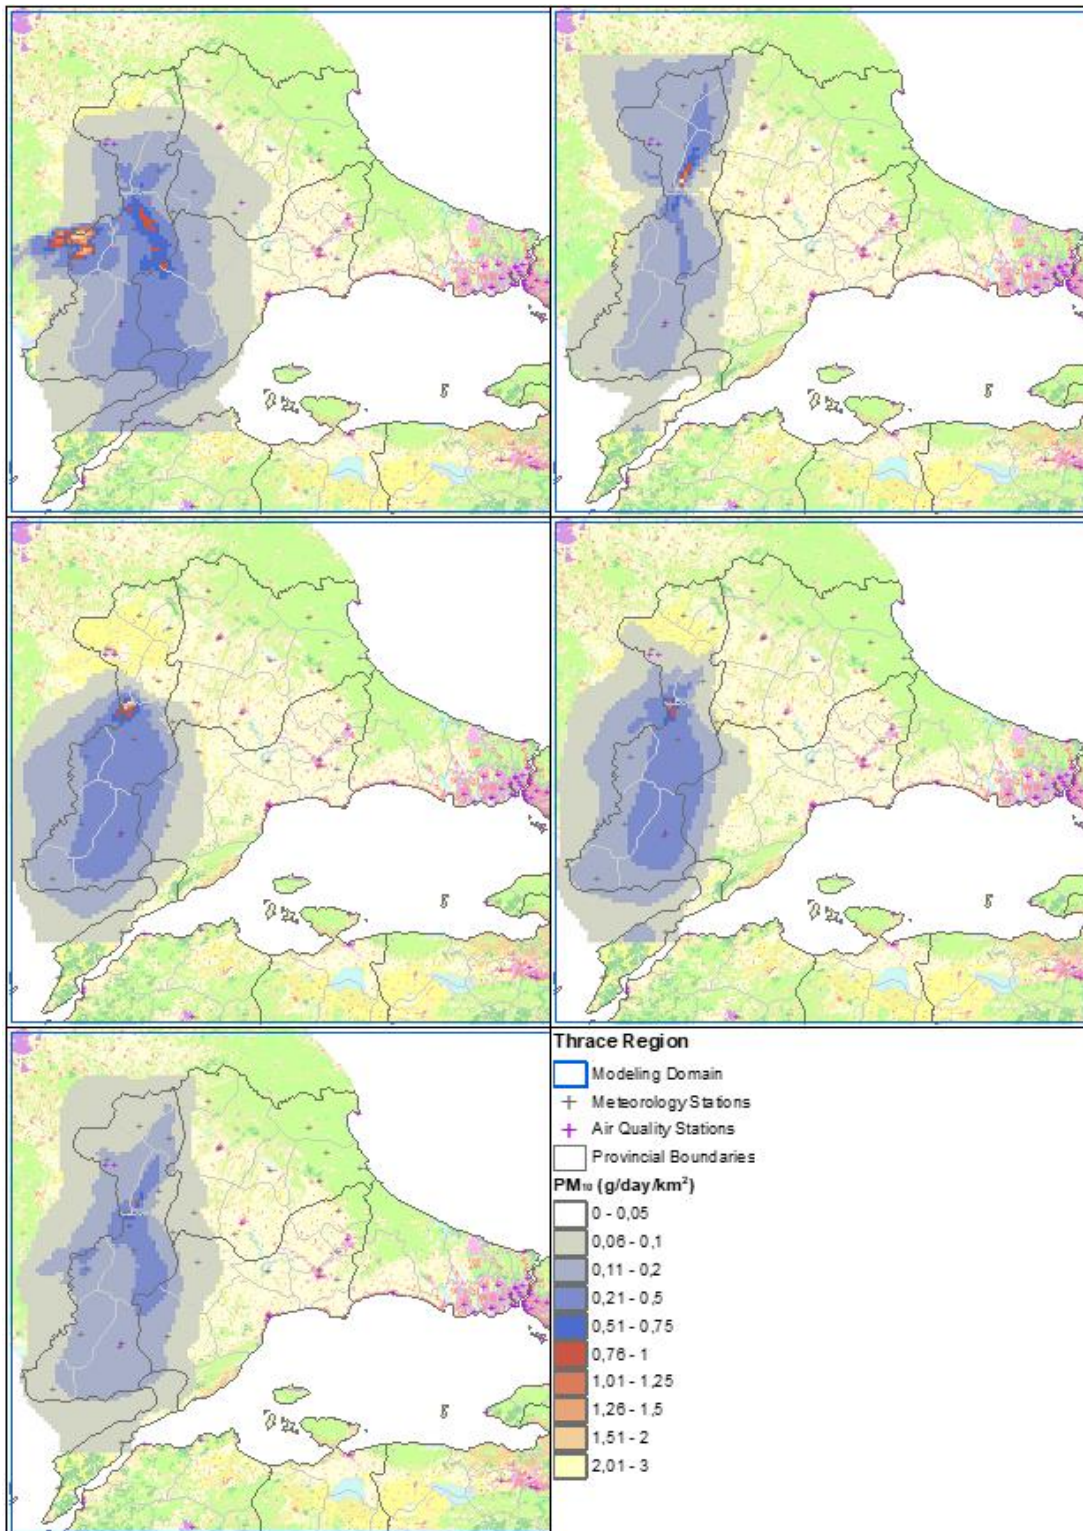 Thrace Region
Modeling Domain
Meteorology Stations
Air Quality Stations
Provincial Boundaries
PM₁₀ (g/day/km²)
0 - 0,05
0,06 - 0,1
0,11 - 0,2
0,21 - 0,5
0,51 - 0,75
0,76 - 1
1,01 - 1,25
1,26 - 1,5
1,51 - 2
2,01 - 3